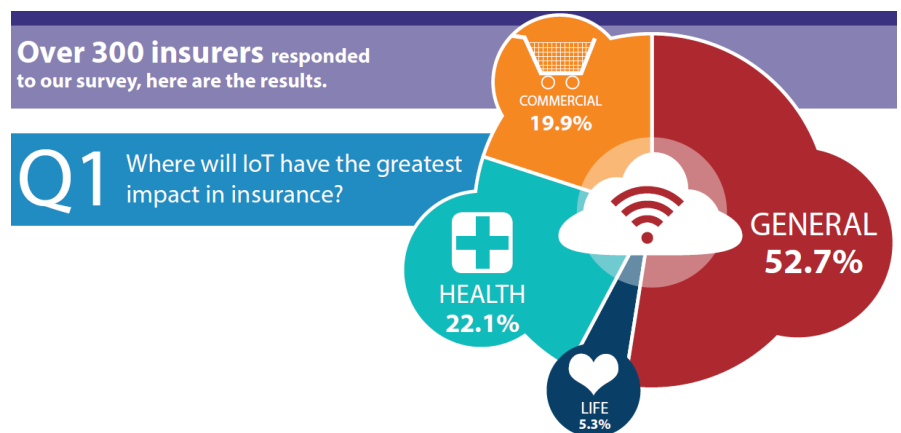 Over 300 insurers responded
to our survey, here are the results.
Q1 Where will IoT have the greatest
impact in insurance?
COMMERCIAL
19.9%
GENERAL
52.7%
HEALTH
22.1%
LIFE
5.3%